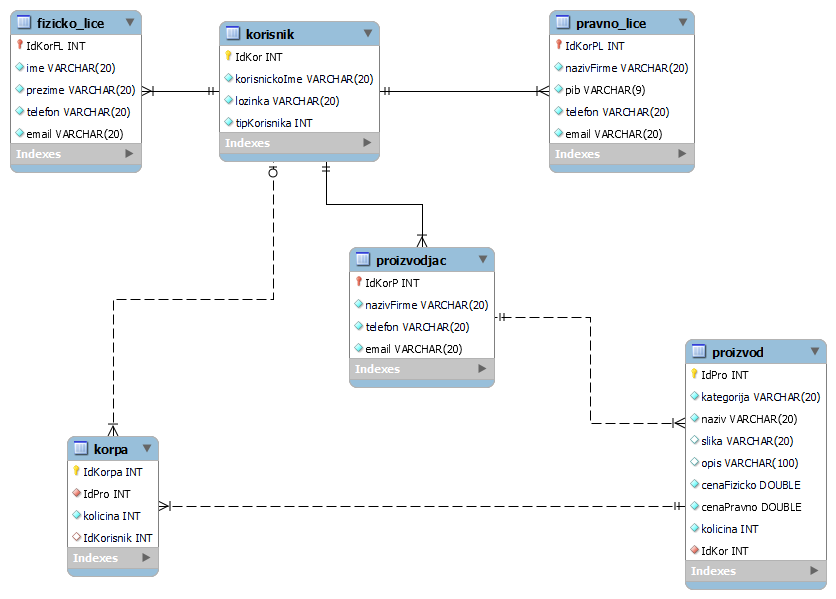 fizicko_lice
IdKorFL INT
ime VARCHAR(20)
prezime VARCHAR(20)
telefon VARCHAR(20)
email VARCHAR(20)
Indexes
korisnik
IdKor INT
korisnickoIme VARCHAR(20)
lozinka VARCHAR(20)
tipKorisnika INT
Indexes
pravno_lice
IdKorPL INT
nazivFirme VARCHAR(20)
pib VARCHAR(9)
telefon VARCHAR(20)
email VARCHAR(20)
Indexes
proizvodjac
IdKorP INT
nazivFirme VARCHAR(20)
telefon VARCHAR(20)
email VARCHAR(20)
Indexes
proizvod
IdPro INT
kategorija VARCHAR(20)
naziv VARCHAR(20)
slika VARCHAR(20)
opis VARCHAR(100)
cenaFizicko DOUBLE
cenaPravno DOUBLE
kolicina INT
IdKor INT
Indexes
korpa
IdKorpa INT
IdPro INT
kolicina INT
IdKorisnik INT
Indexes